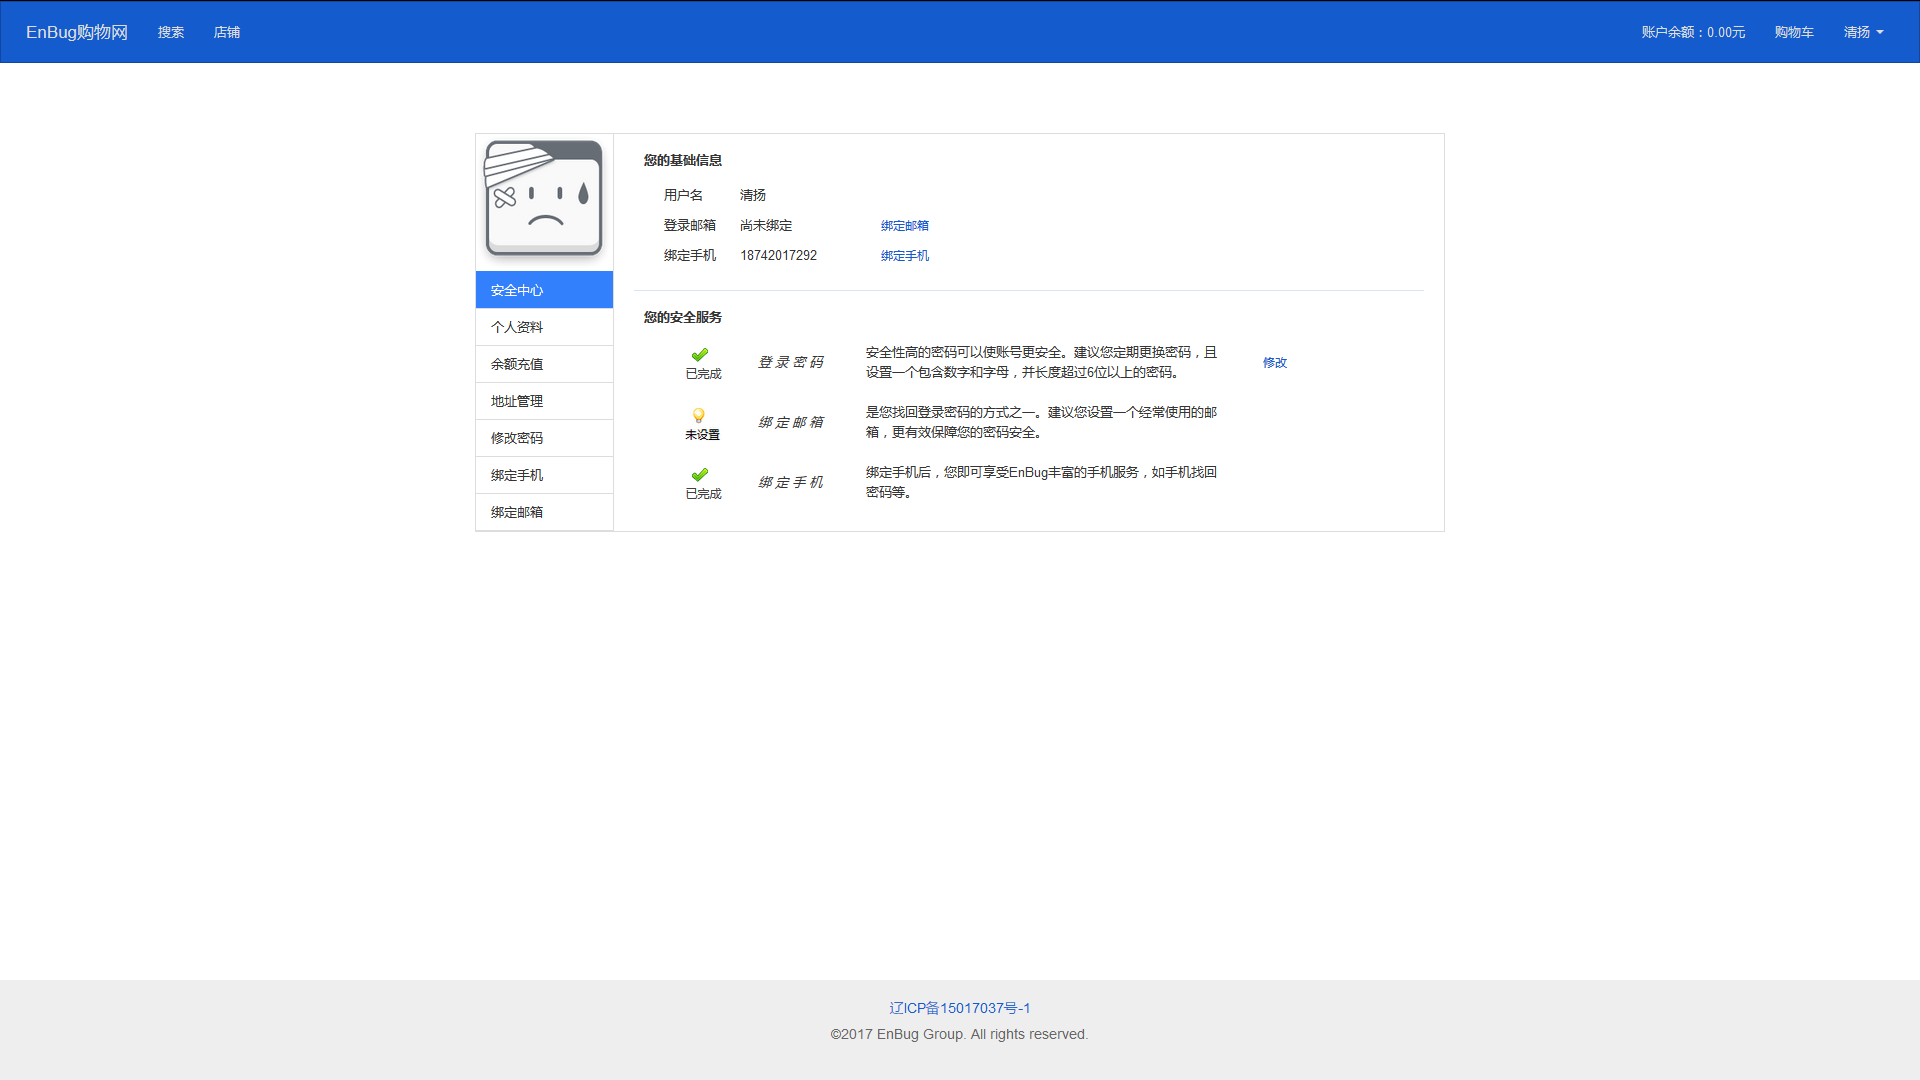 EnBug购物网 搜索 店铺 账户余额：0.00元 购物车 清扬
您的基础信息
用户名 清扬
登录邮箱 尚未绑定 绑定邮箱
绑定手机 18742017292 绑定手机
安全中心
个人资料
余额充值
地址管理
修改密码
绑定手机
绑定邮箱
您的安全服务
已完成 登录密码 安全性高的密码可以使账号更安全。建议您定期更换密码，且
设置一个包含数字和字母，并长度超过6位以上的密码。 修改
未设置 绑定邮箱 是您找回登录密码的方式之一。建议您设置一个经常使用的邮
箱，更有效保障您的密码安全。
已完成 绑定手机 绑定手机后，您即可享受EnBug丰富的手机服务，如手机找回
密码等。
辽ICP备15017037号-1
©2017 EnBug Group. All rights reserved.